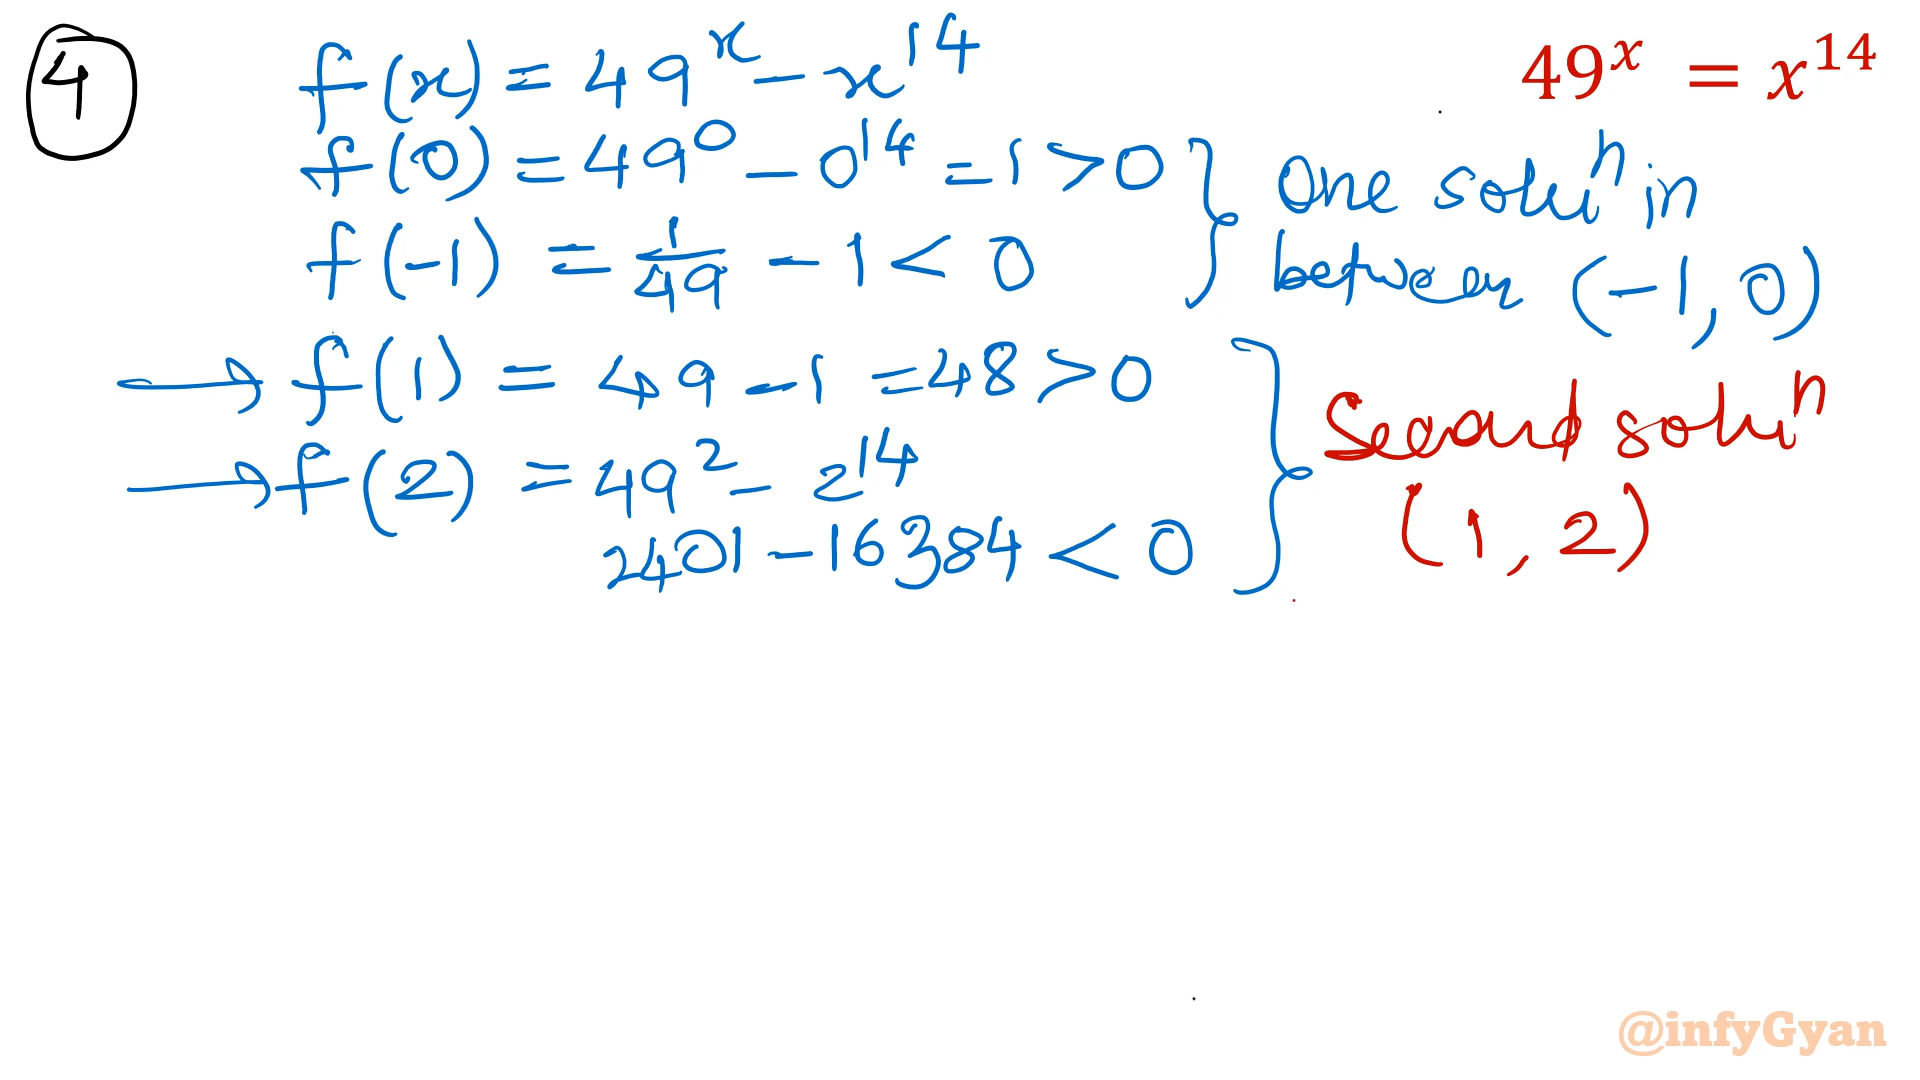 4
49^x = x^14
f(x) = 49^x - x^14
f(0) = 49^0 - 0^14 = 1 > 0
f(-1) = 1/49 - 1 < 0
One solu^n in
between (-1, 0)
→ f(1) = 49 - 1 = 48 > 0
→ f(2) = 49^2 - 2^14
2401 - 16384 < 0
Second solu^n
(1, 2)
@infyGyan